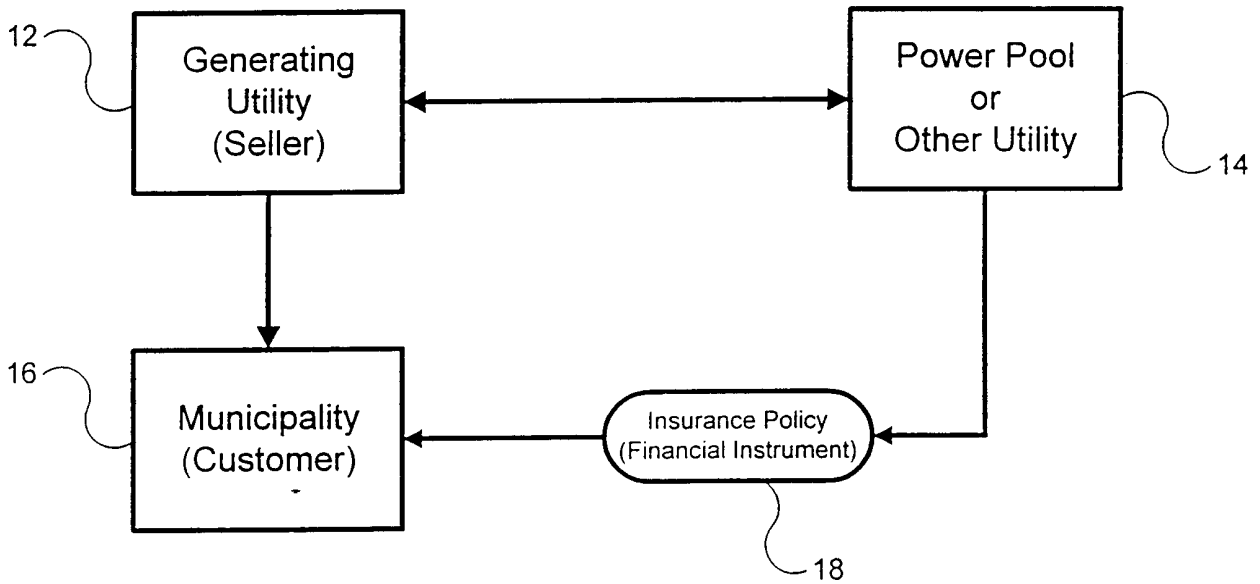 12
Generating
Utility
(Seller)
Power Pool
or
Other Utility
14
16
Municipality
(Customer)
Insurance Policy
(Financial Instrument)
18